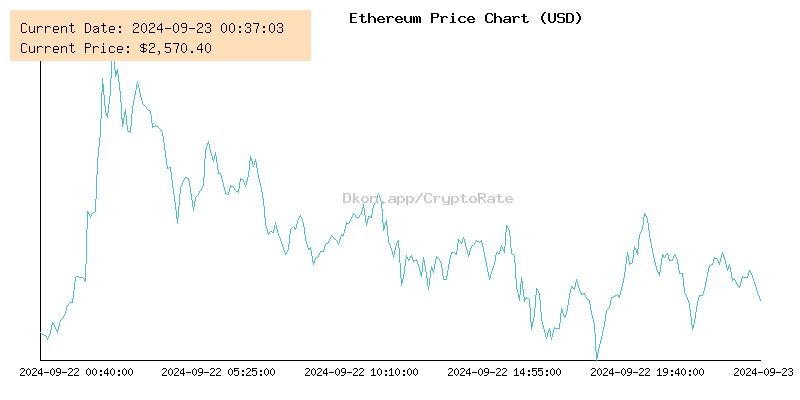 Ethereum Price Chart (USD)
Current Date: 2024-09-23 00:37:03
Current Price: $2,570.40
Dkon.app/CryptoRate
2024-09-22 00:40:00 2024-09-22 05:25:00 2024-09-22 10:10:00 2024-09-22 14:55:00 2024-09-22 19:40:00 2024-09-23